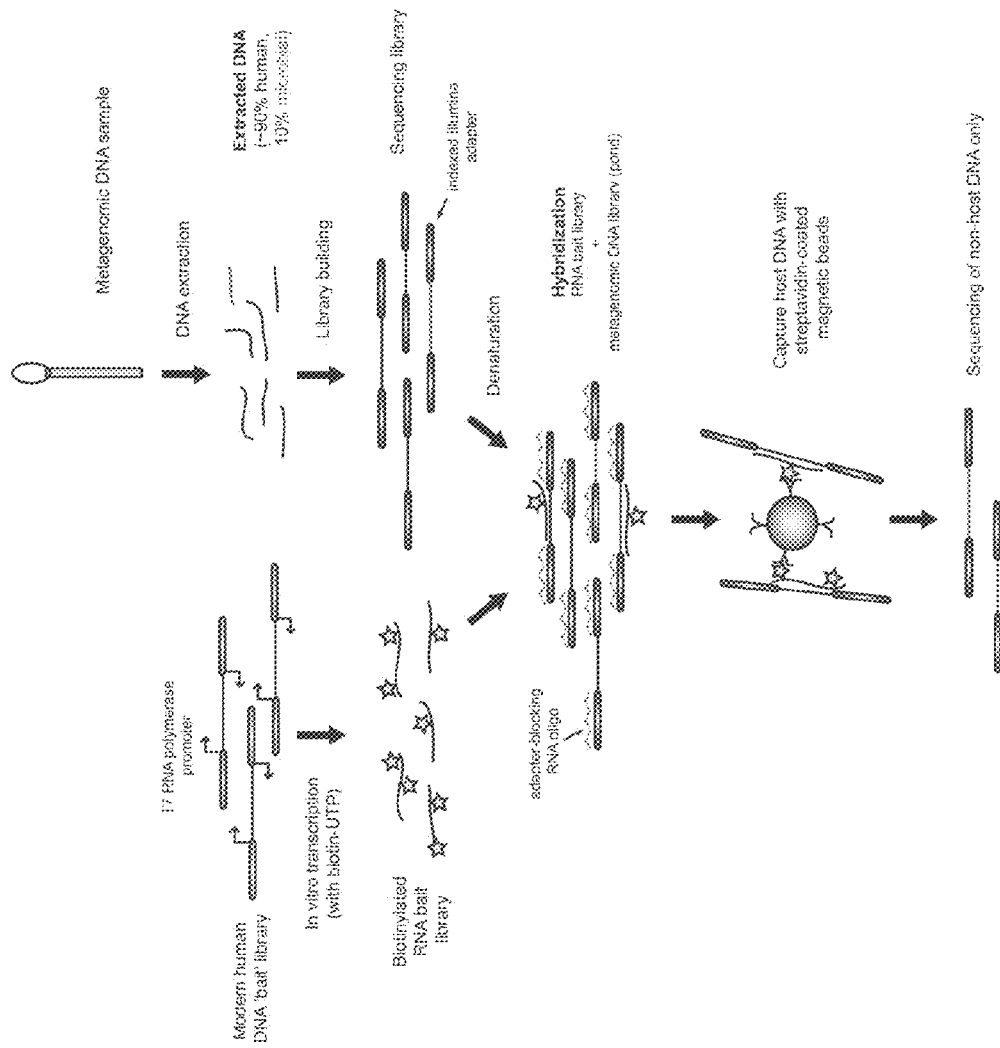 Metagenomic DNA sample
DNA extraction
Extracted DNA
(~90% human,
10% microbial)
Library building
Sequencing library
indexed Illumina
adapter
Denaturation
T7 RNA polymerase
promoter
Modern human
DNA 'bait' library
In vitro transcription
(with biotin-UTP)
Biotinylated
RNA bait
library
Hybridization
RNA bait library
+
metagenomic DNA library (pond)
adapter-blocking
RNA oligo
Capture host DNA with
streptavidin-coated
magnetic beads
Sequencing of non-host DNA only